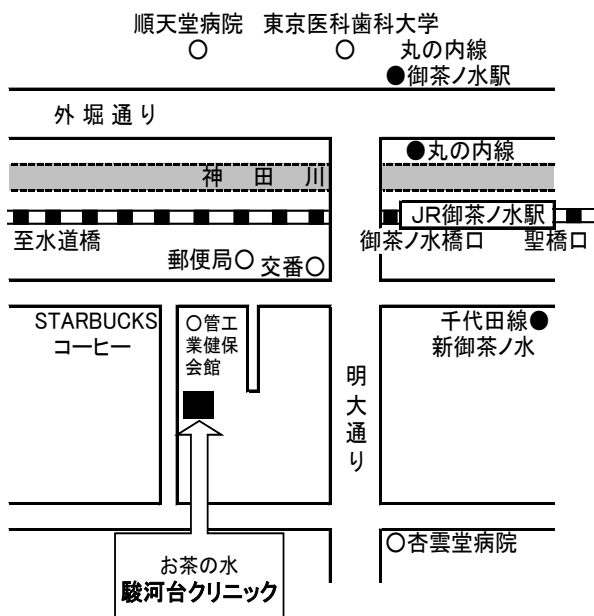 順天堂病院
東京医科歯科大学
丸の内線
御茶ノ水駅
外堀通り
丸の内線
神田川
JR御茶ノ水駅
至水道橋
御茶ノ水橋口
聖橋口
郵便局
交番
STARBUCKS
コーヒー
管工
業健保
会館
千代田線
新御茶ノ水
明大通り
杏雲堂病院
お茶の水
駿河台クリニック